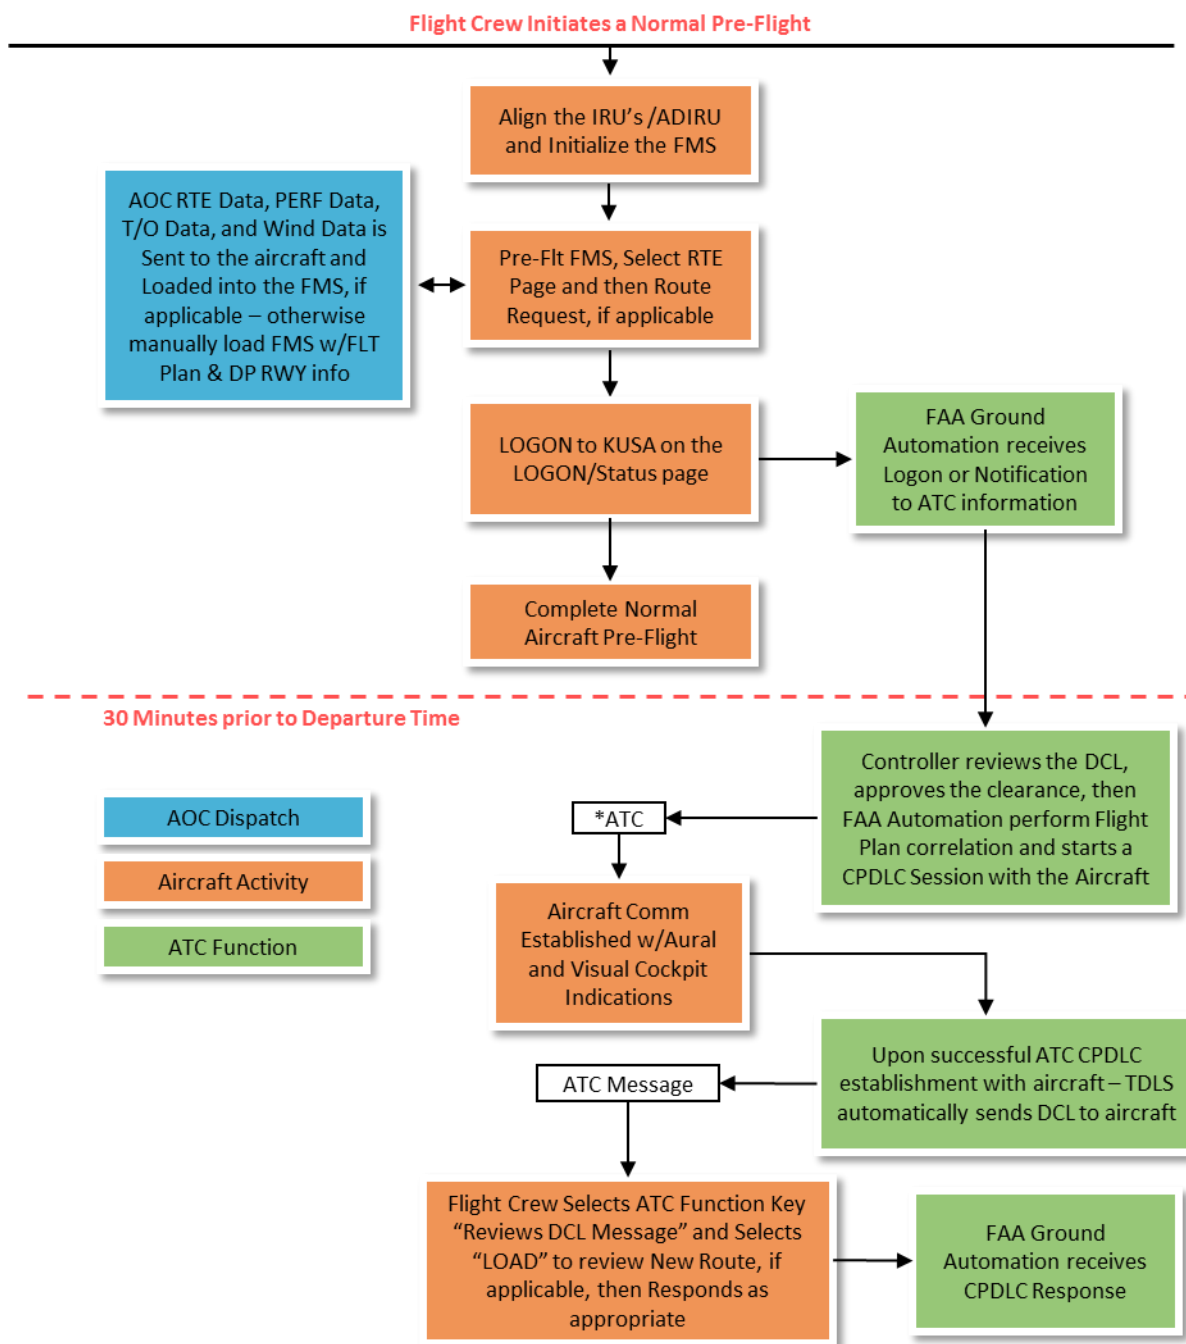 Flight Crew Initiates a Normal Pre-Flight
Align the IRU's /ADIRU
and Initialize the FMS
AOC RTE Data, PERF Data,
T/O Data, and Wind Data is
Sent to the aircraft and
Loaded into the FMS, if
applicable – otherwise
manually load FMS w/FLT
Plan & DP RWY info
Pre-Flt FMS, Select RTE
Page and then Route
Request, if applicable
LOGON to KUSA on the
LOGON/Status page
FAA Ground
Automation receives
Logon or Notification
to ATC information
Complete Normal
Aircraft Pre-Flight
30 Minutes prior to Departure Time
Controller reviews the DCL,
approves the clearance, then
FAA Automation perform Flight
Plan correlation and starts a
CPDLC Session with the Aircraft
*ATC
AOC Dispatch
Aircraft Activity
ATC Function
Aircraft Comm
Established w/Aural
and Visual Cockpit
Indications
Upon successful ATC CPDLC
establishment with aircraft – TDLS
automatically sends DCL to aircraft
ATC Message
Flight Crew Selects ATC Function Key
“Reviews DCL Message” and Selects
“LOAD” to review New Route, if
applicable, then Responds as
appropriate
FAA Ground
Automation receives
CPDLC Response